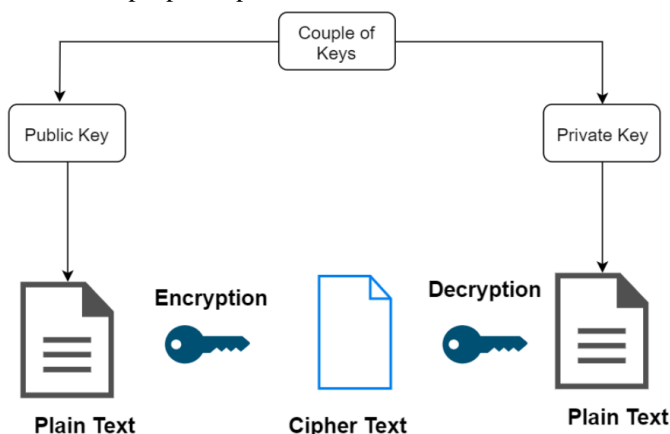 Couple of
Keys
Public Key
Private Key
Encryption
Decryption
Plain Text
Cipher Text
Plain Text